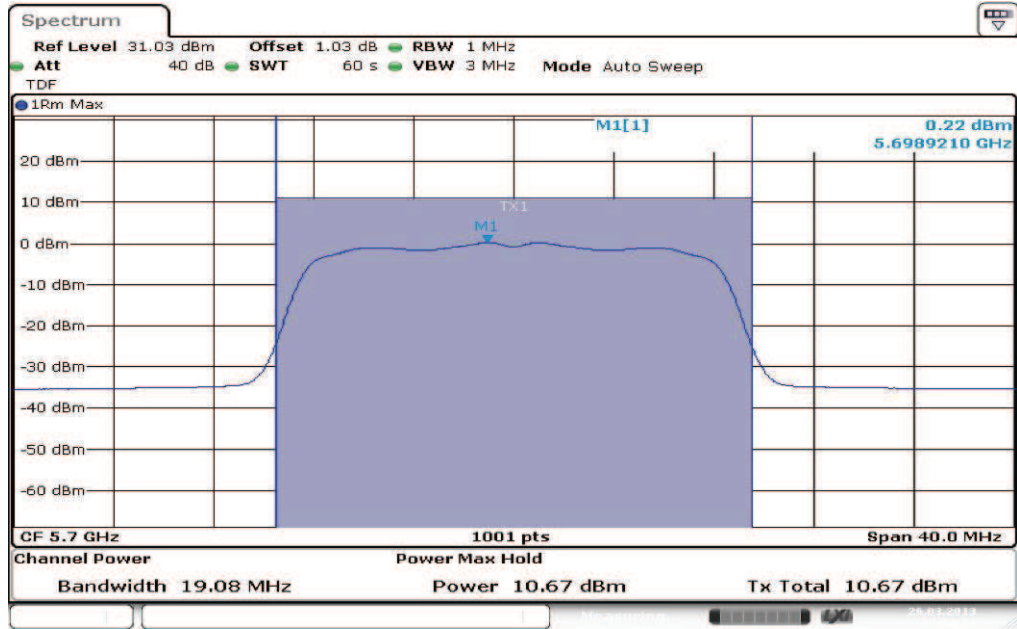 Spectrum
Ref Level 31.03 dBm Offset 1.03 dB RBW 1 MHz
Att 40 dB SWT 60 s VBW 3 MHz Mode Auto Sweep
TDF
1Rm Max
M1[1] 0.22 dBm
5.6989210 GHz
20 dBm
10 dBm
TX1
M1
0 dBm
-10 dBm
-20 dBm
-30 dBm
-40 dBm
-50 dBm
-60 dBm
CF 5.7 GHz 1001 pts Span 40.0 MHz
Channel Power Power Max Hold
Bandwidth 19.08 MHz Power 10.67 dBm Tx Total 10.67 dBm
LXI 26.03.2013